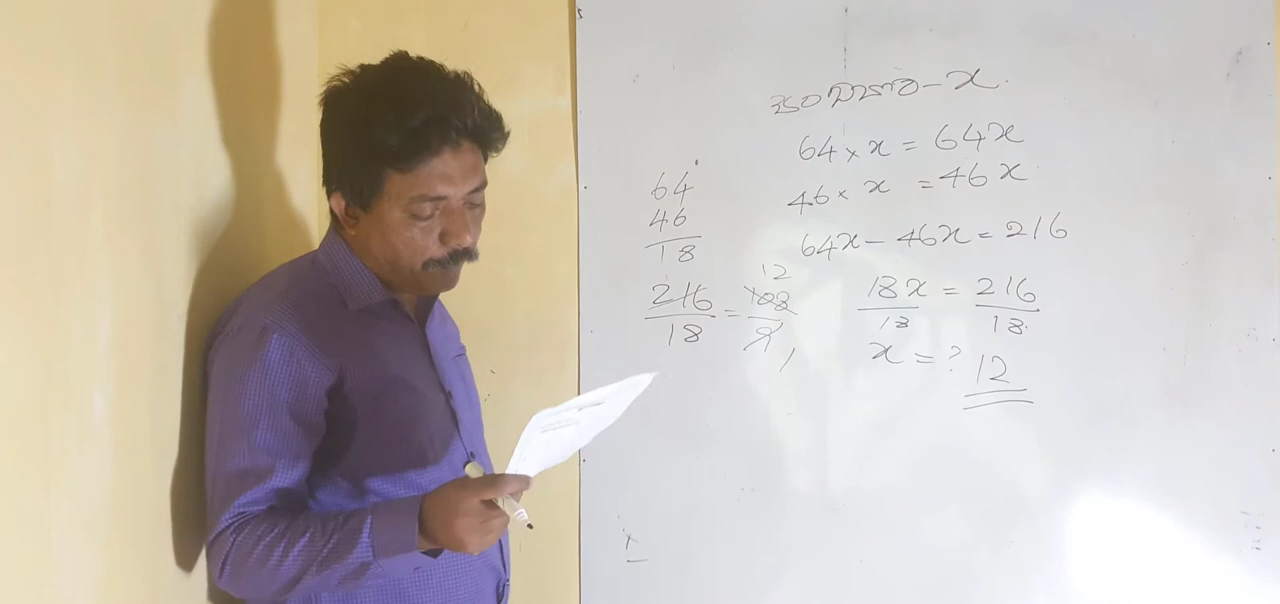 സംഖ്യ - x
64 × x = 64x
46 × x = 46x
64x - 46x = 216
18x = 216
18 18
x = ? 12
64
46
18
216 = 108 12
18 9 1
x